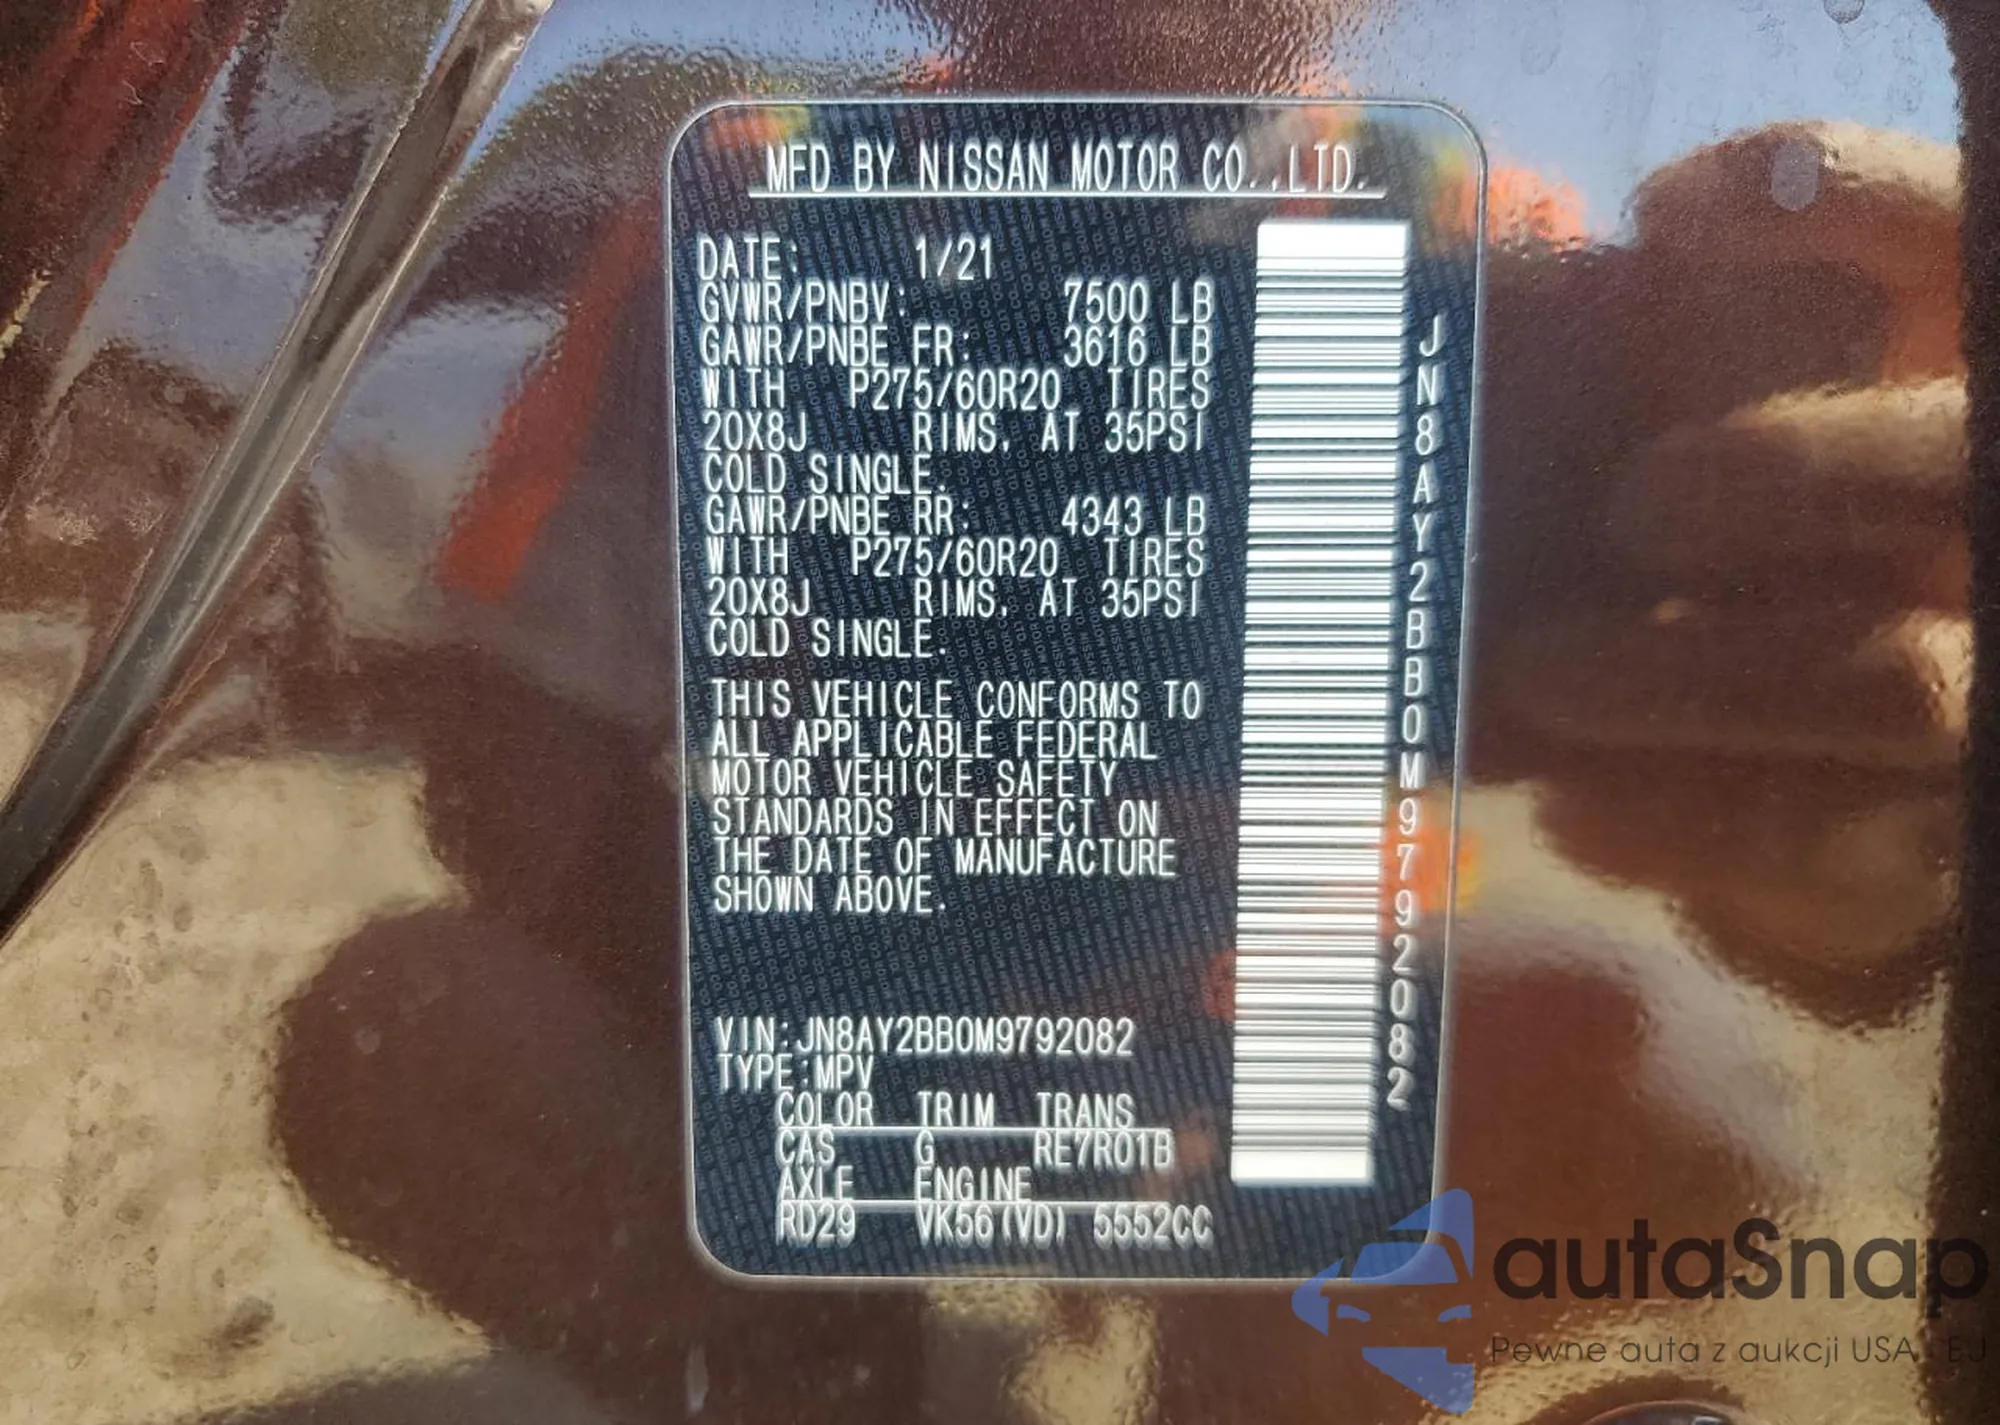 MFD BY NISSAN MOTOR CO.,LTD.
DATE: 1/21
GVWR/PNBV: 7500 LB
GAWR/PNBE FR: 3616 LB
WITH P275/60R20 TIRES
20X8J RIMS, AT 35PSI
COLD SINGLE.
GAWR/PNBE RR: 4343 LB
WITH P275/60R20 TIRES
20X8J RIMS, AT 35PSI
COLD SINGLE.
THIS VEHICLE CONFORMS TO
ALL APPLICABLE FEDERAL
MOTOR VEHICLE SAFETY
STANDARDS IN EFFECT ON
THE DATE OF MANUFACTURE
SHOWN ABOVE.
VIN:JN8AY2BB0M9792082
TYPE:MPV
COLOR TRIM TRANS
CAS G RE7R01B
AXLE ENGINE
RD29 VK56(VD) 5552CC
JN8AY2BB0M9792082
autaSnap
Pewne auta z aukcji USA i EJ